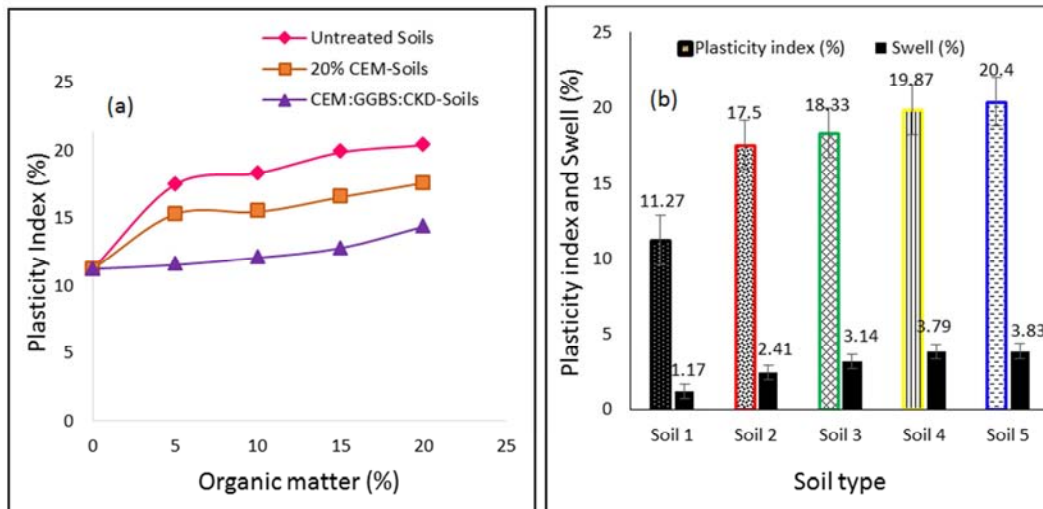 Untreated Soils
20% CEM-Soils
CEM:GGBS:CKD-Soils
(a)
25
20
15
10
5
0
Plasticity Index (%)
0 5 10 15 20 25
Organic matter (%)
Plasticity index (%) Swell (%)
(b)
25
20
15
10
5
0
Plasticity index and Swell (%)
11.27
1.17
17.5
2.41
18.33
3.14
19.87
3.79
20.4
3.83
Soil 1 Soil 2 Soil 3 Soil 4 Soil 5
Soil type